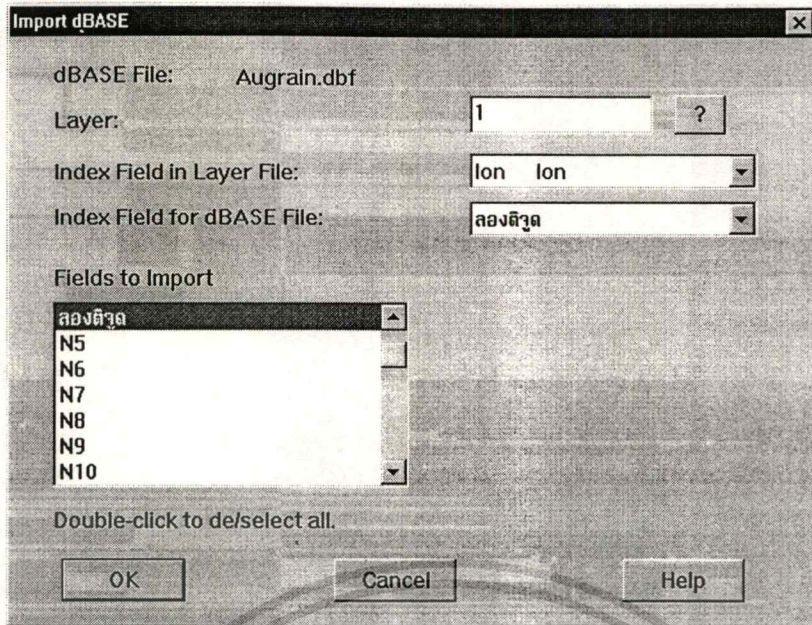 Import dBASE
dBASE File: Augrain.dbf
Layer: 1 ?
Index Field in Layer File: lon lon
Index Field for dBASE File: ลองติจูด
Fields to Import
ลองติจูด
N5
N6
N7
N8
N9
N10
Double-click to de/select all.
OK Cancel Help